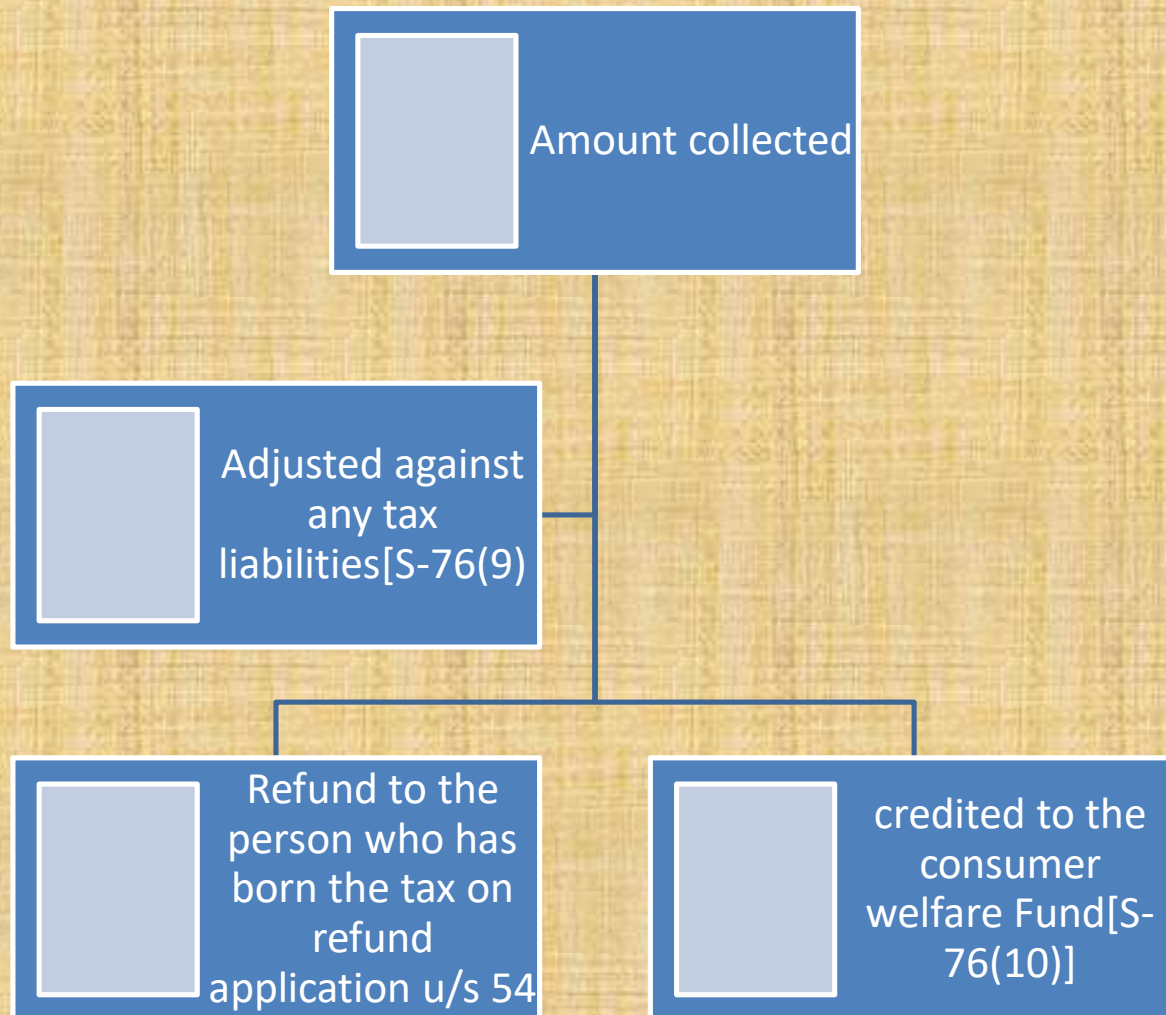 Amount collected
Adjusted against
any tax
liabilities[S-76(9)
Refund to the
person who has
born the tax on
refund
application u/s 54
credited to the
consumer
welfare Fund[S-
76(10)]